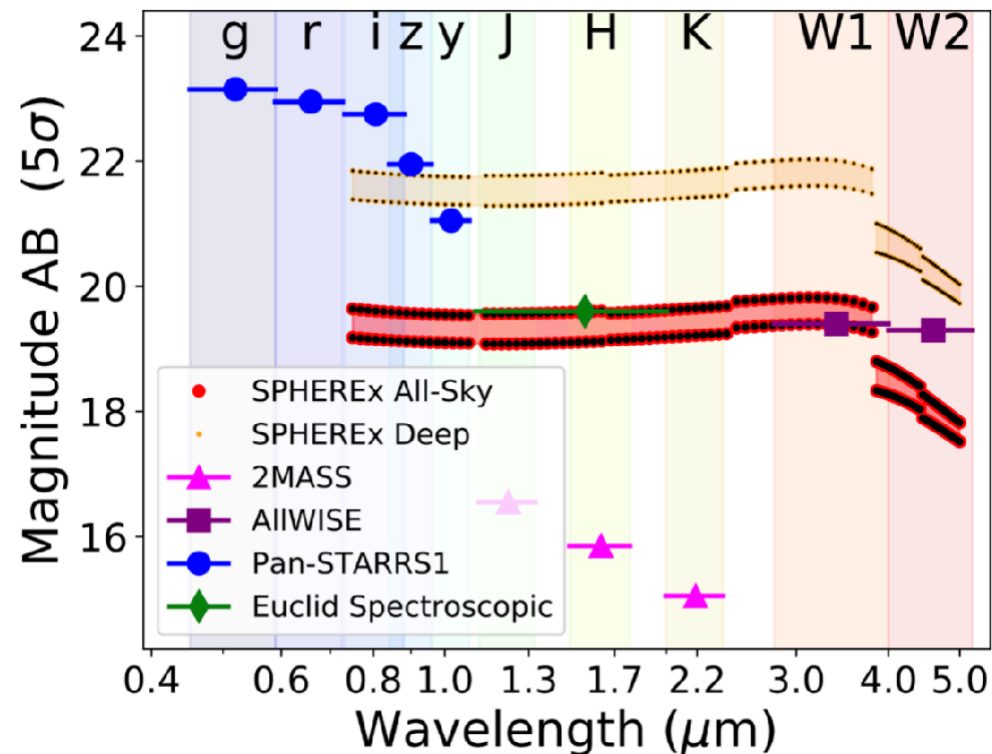 g r i z y J H K W1 W2
24
22
20
18
16
Magnitude AB (5σ)
SPHEREx All-Sky
SPHEREx Deep
2MASS
AllWISE
Pan-STARRS1
Euclid Spectroscopic
0.4 0.6 0.8 1.0 1.3 1.7 2.2 3.0 4.0 5.0
Wavelength (μm)